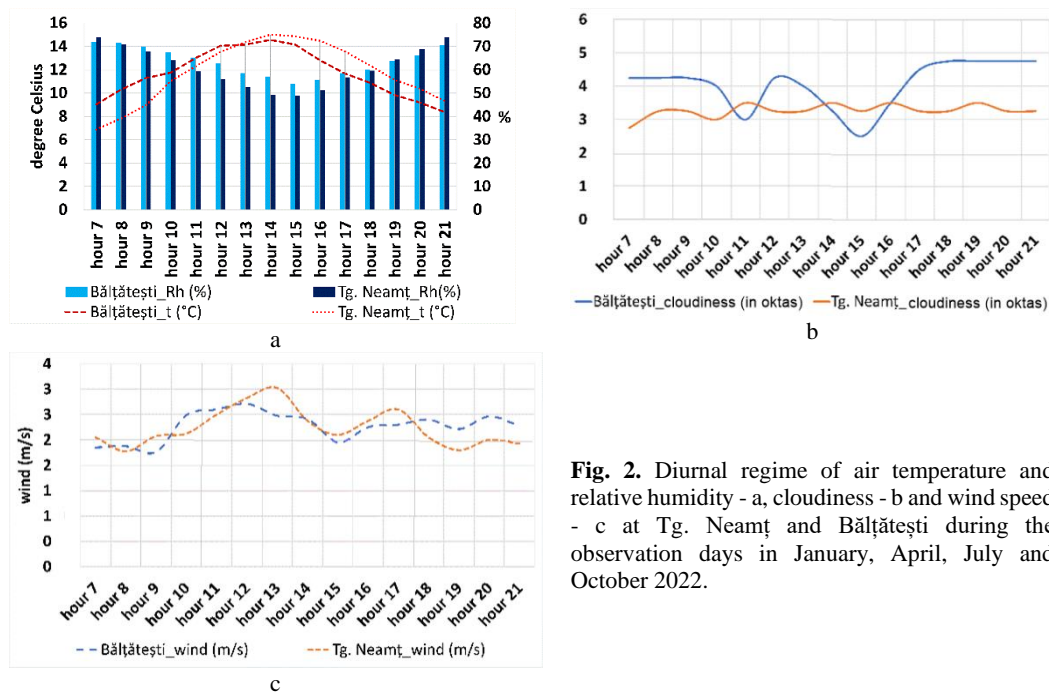 16
14
12
10
8
6
4
2
0
degree Celsius
80
70
60
50
40
30
20
10
0
%
hour 7
hour 8
hour 9
hour 10
hour 11
hour 12
hour 13
hour 14
hour 15
hour 16
hour 17
hour 18
hour 19
hour 20
hour 21
Bălțătești_Rh (%)
Tg. Neamț_Rh(%)
Bălțătești_t (°C)
Tg. Neamț_t (°C)
a
6
5
4
3
2
1
0
hour 7
hour 8
hour 9
hour 10
hour 11
hour 12
hour 13
hour 14
hour 15
hour 16
hour 17
hour 18
hour 19
hour 20
hour 21
Bălțătești_cloudiness (in oktas)
Tg. Neamț_cloudiness (in oktas)
b
4
3
3
2
2
1
1
0
0
wind (m/s)
hour 7
hour 8
hour 9
hour 10
hour 11
hour 12
hour 13
hour 14
hour 15
hour 16
hour 17
hour 18
hour 19
hour 20
hour 21
Bălțătești_wind (m/s)
Tg. Neamț_wind (m/s)
c
Fig. 2. Diurnal regime of air temperature and
relative humidity - a, cloudiness - b and wind speed
- c at Tg. Neamț and Bălțătești during the
observation days in January, April, July and
October 2022.